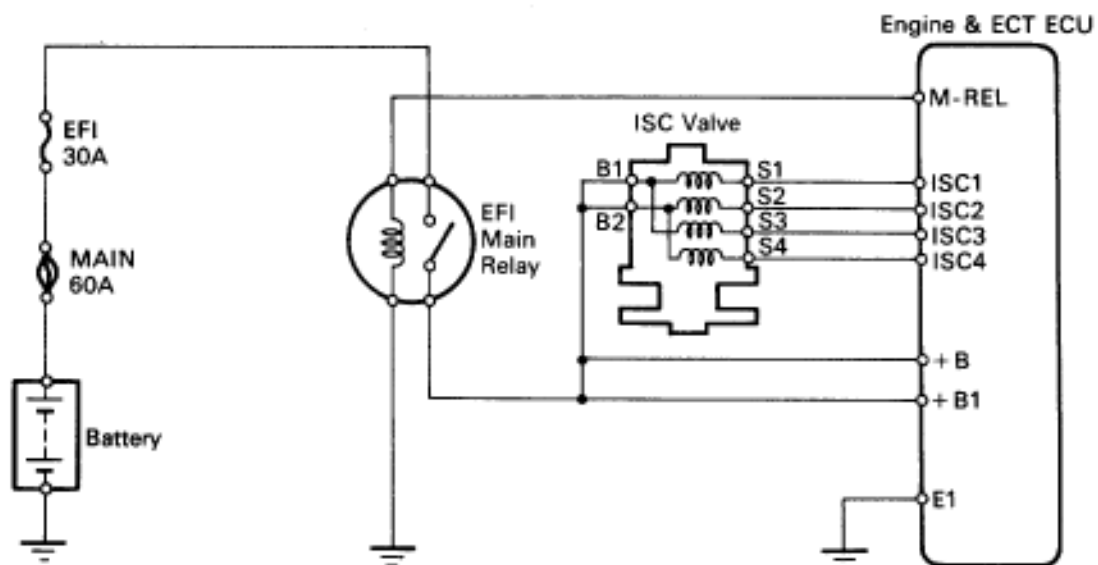 Engine & ECT ECU
M-REL
EFI
30A
ISC Valve
B1
S1
ISC1
S2
ISC2
B2
S3
ISC3
S4
ISC4
EFI
Main
Relay
MAIN
60A
+B
+B1
Battery
E1